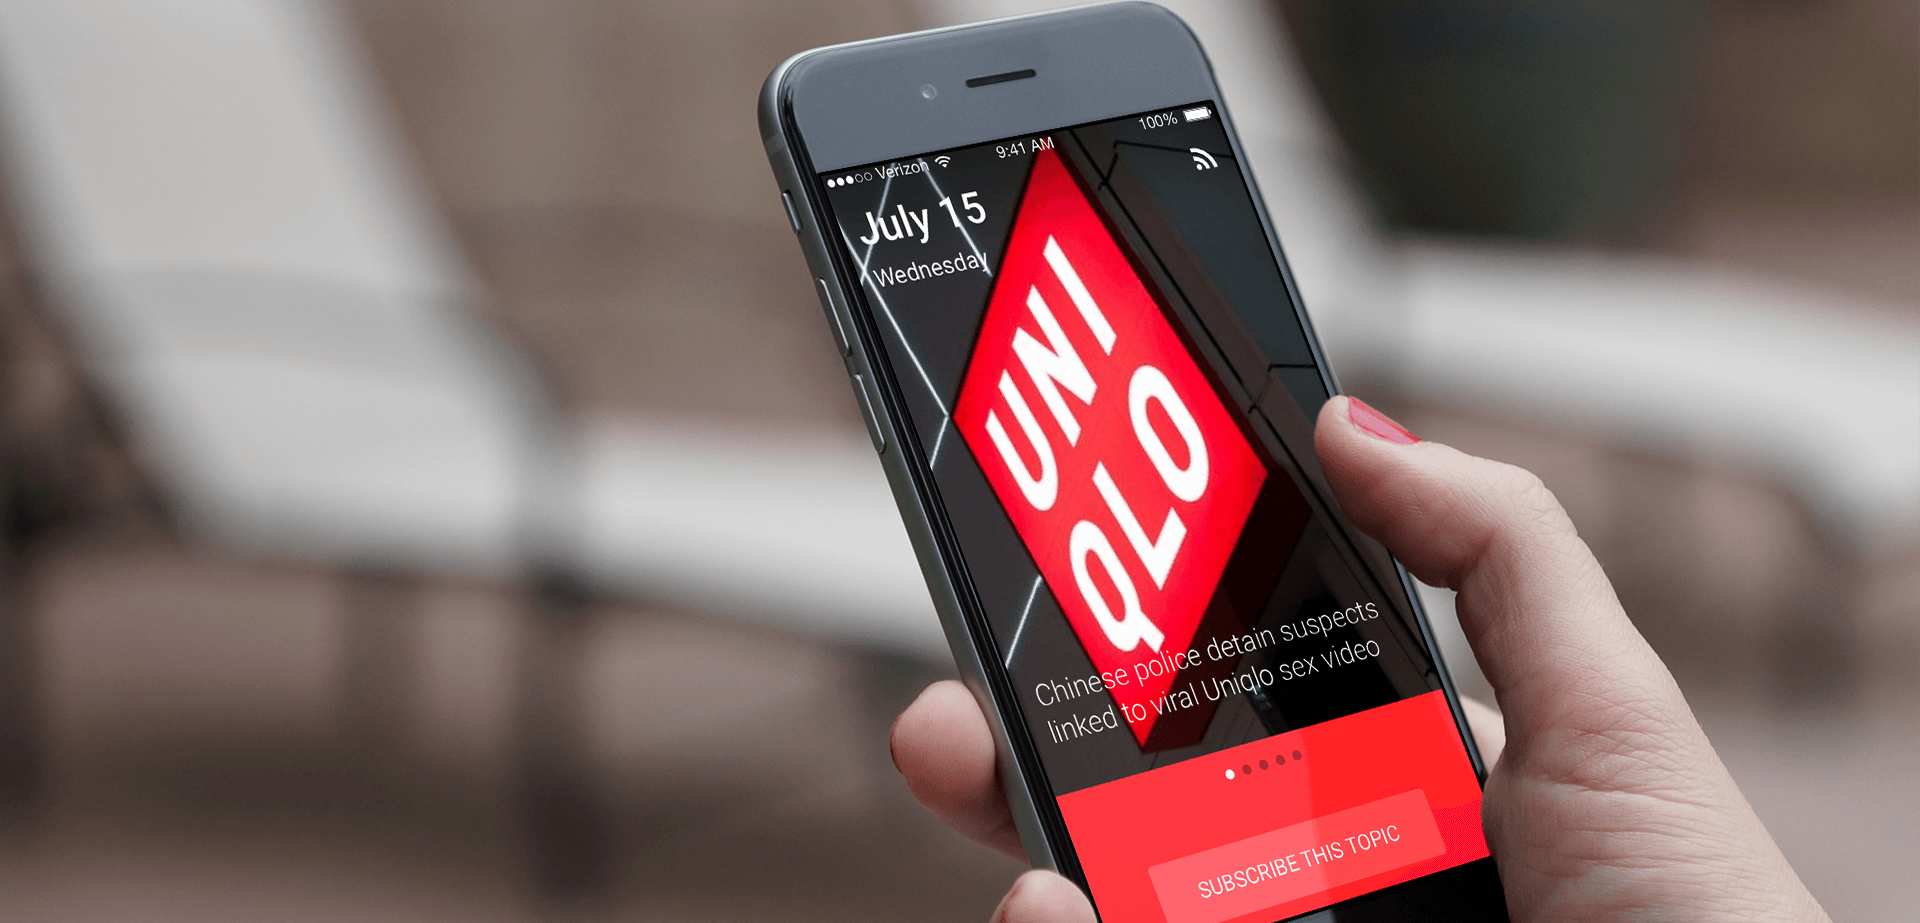 Verizon 9:41 AM 100%
July 15
Wednesday
UNI
QLO
Chinese police detain suspects
linked to viral Uniqlo sex video
SUBSCRIBE THIS TOPIC